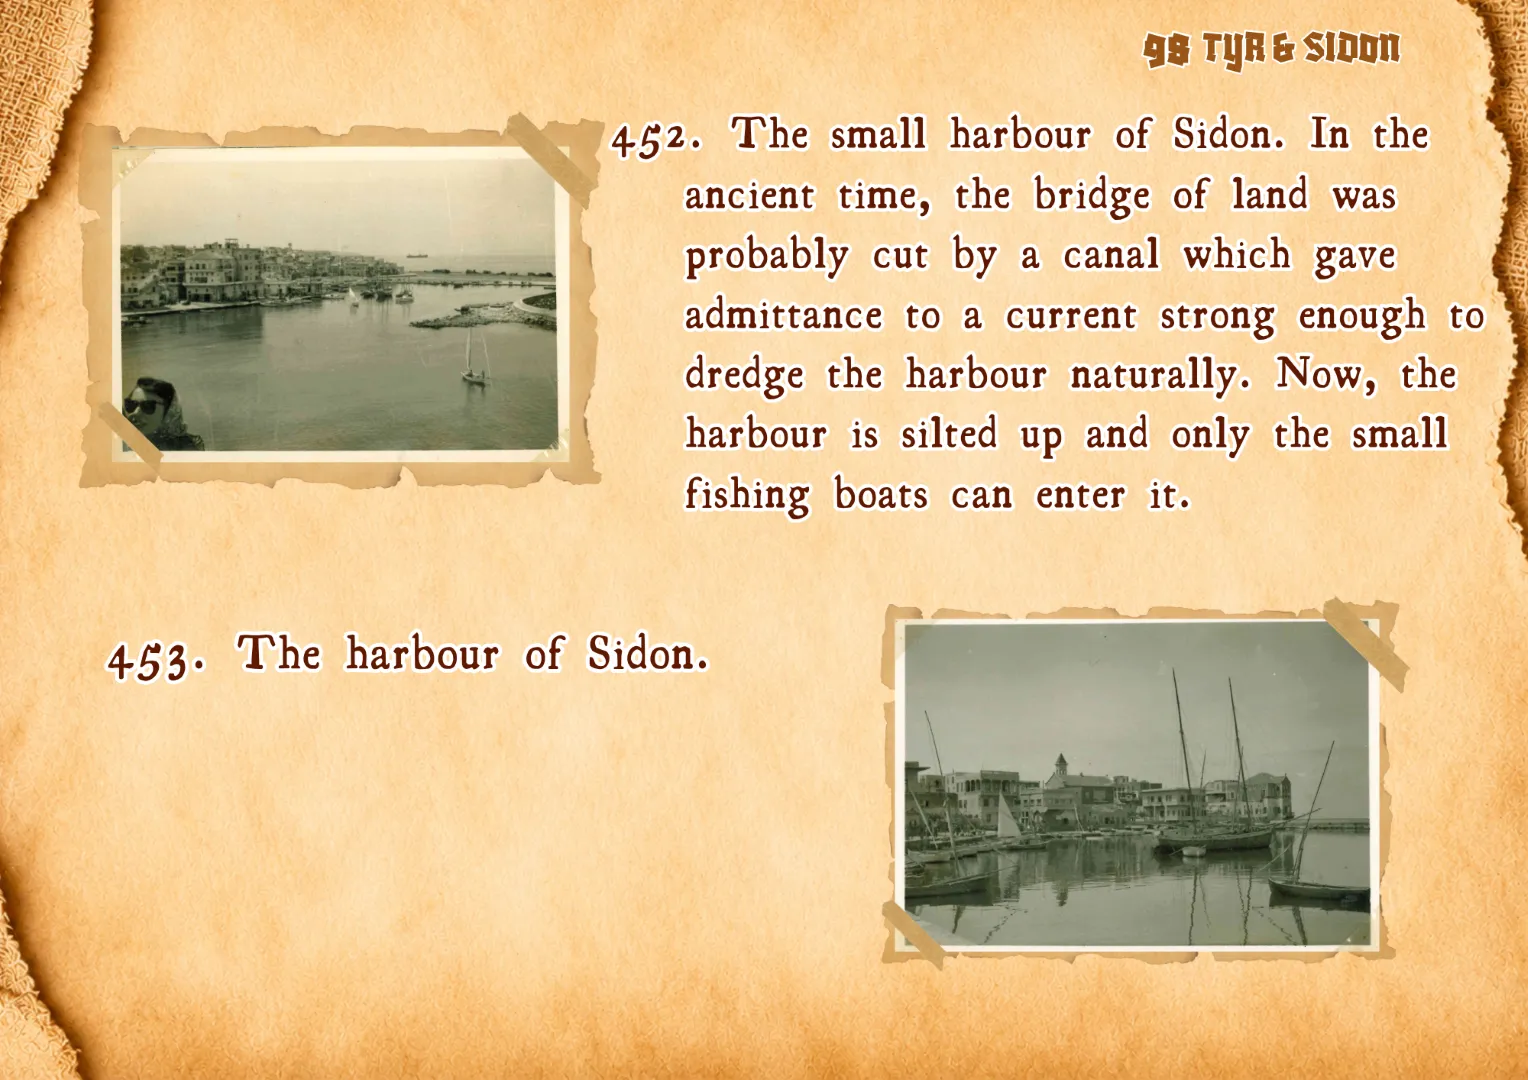 98 TYR & SIDON
452. The small harbour of Sidon. In the
ancient time, the bridge of land was
probably cut by a canal which gave
admittance to a current strong enough to
dredge the harbour naturally. Now, the
harbour is silted up and only the small
fishing boats can enter it.
453. The harbour of Sidon.